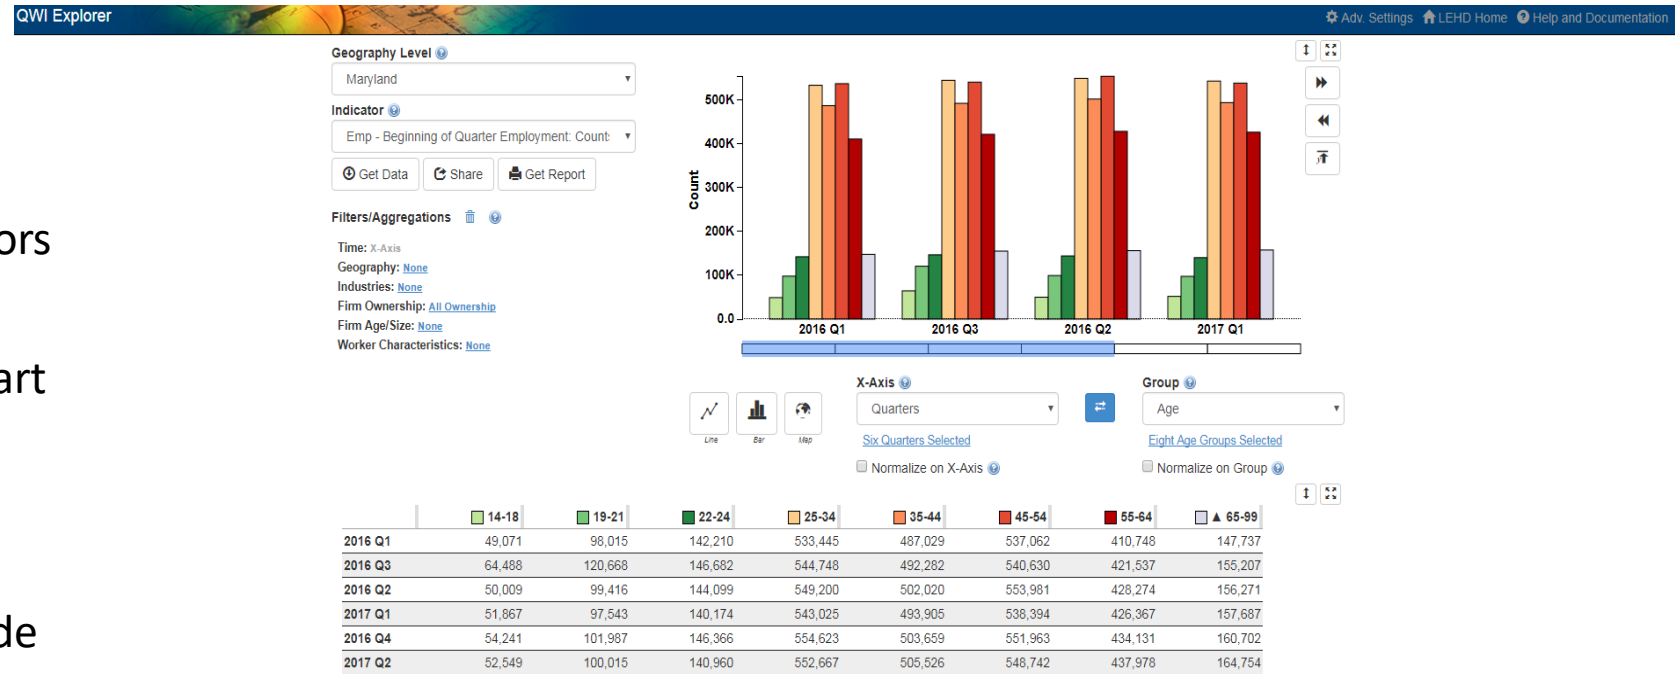 QWI Explorer
Adv. Settings LEHD Home Help and Documentation
Geography Level
Maryland
Indicator
Emp - Beginning of Quarter Employment: Count
Get Data Share Get Report
Filters/Aggregations
Time: X-Axis
Geography: None
Industries: None
Firm Ownership: All Ownership
Firm Age/Size: None
Worker Characteristics: None
ors
art
de
Count
500K
400K
300K
200K
100K
0.0
2016 Q1 2016 Q3 2016 Q2 2017 Q1
Line Bar Map
X-Axis
Quarters
Six Quarters Selected
Normalize on X-Axis
Group
Age
Eight Age Groups Selected
Normalize on Group
14-18 19-21 22-24 25-34 35-44 45-54 55-64 ▲ 65-99
2016 Q1 49,071 98,015 142,210 533,445 487,029 537,062 410,748 147,737
2016 Q3 64,488 120,668 146,682 544,748 492,282 540,630 421,537 155,207
2016 Q2 50,009 99,416 144,099 549,200 502,020 553,981 428,274 156,271
2017 Q1 51,867 97,543 140,174 543,025 493,905 538,394 426,367 157,687
2016 Q4 54,241 101,987 146,366 554,623 503,659 551,963 434,131 160,702
2017 Q2 52,549 100,015 140,960 552,667 505,526 548,742 437,978 164,754